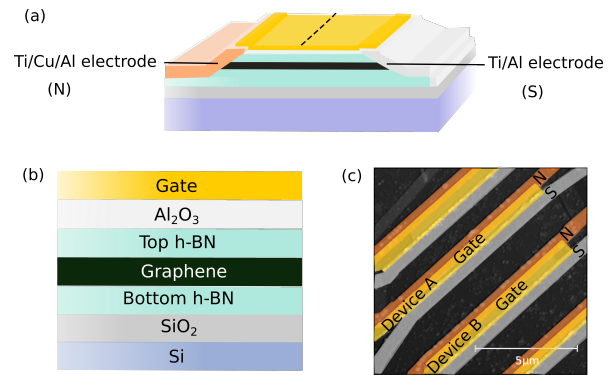 (a)
Ti/Cu/Al electrode
(N)
Ti/Al electrode
(S)
(b)
Gate
Al₂O₃
Top h-BN
Graphene
Bottom h-BN
SiO₂
Si
(c)
N
S
Gate
Device A
N
S
Gate
Device B
5μm